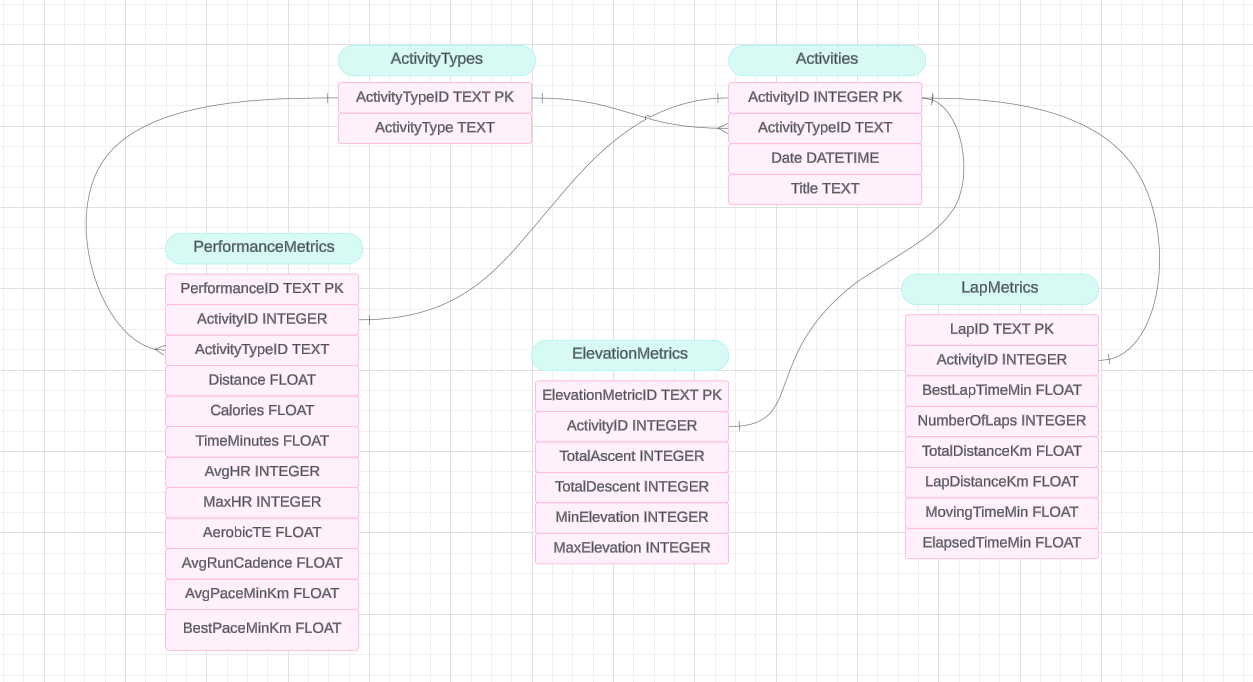 ActivityTypes
ActivityTypeID TEXT PK
ActivityType TEXT
Activities
ActivityID INTEGER PK
ActivityTypeID TEXT
Date DATETIME
Title TEXT
PerformanceMetrics
PerformanceID TEXT PK
ActivityID INTEGER
ActivityTypeID TEXT
Distance FLOAT
Calories FLOAT
TimeMinutes FLOAT
AvgHR INTEGER
MaxHR INTEGER
AerobicTE FLOAT
AvgRunCadence FLOAT
AvgPaceMinKm FLOAT
BestPaceMinKm FLOAT
ElevationMetrics
ElevationMetricID TEXT PK
ActivityID INTEGER
TotalAscent INTEGER
TotalDescent INTEGER
MinElevation INTEGER
MaxElevation INTEGER
LapMetrics
LapID TEXT PK
ActivityID INTEGER
BestLapTimeMin FLOAT
NumberOfLaps INTEGER
TotalDistanceKm FLOAT
LapDistanceKm FLOAT
MovingTimeMin FLOAT
ElapsedTimeMin FLOAT